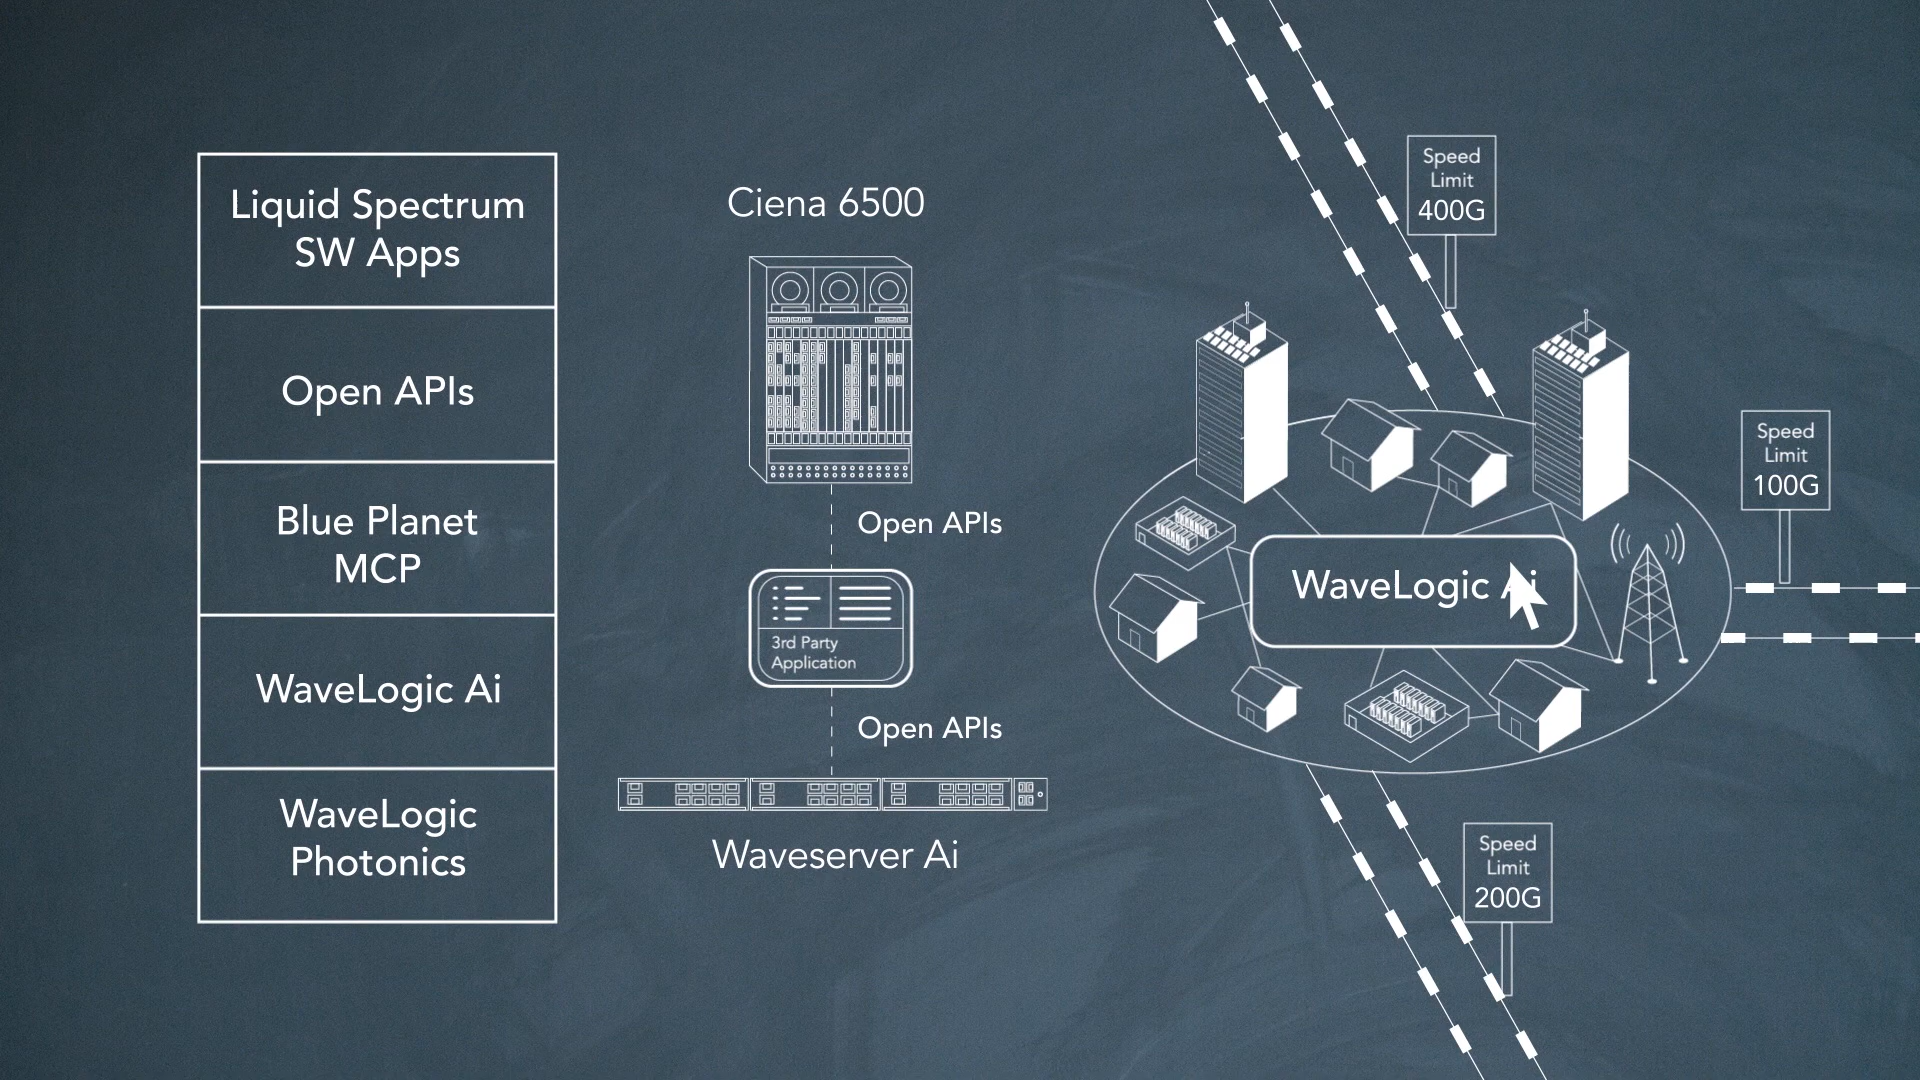 Liquid Spectrum
SW Apps
Open APIs
Blue Planet
MCP
WaveLogic Ai
WaveLogic
Photonics
Ciena 6500
Open APIs
3rd Party
Application
Open APIs
Waveserver Ai
Speed
Limit
400G
Speed
Limit
100G
WaveLogic Ai
Speed
Limit
200G